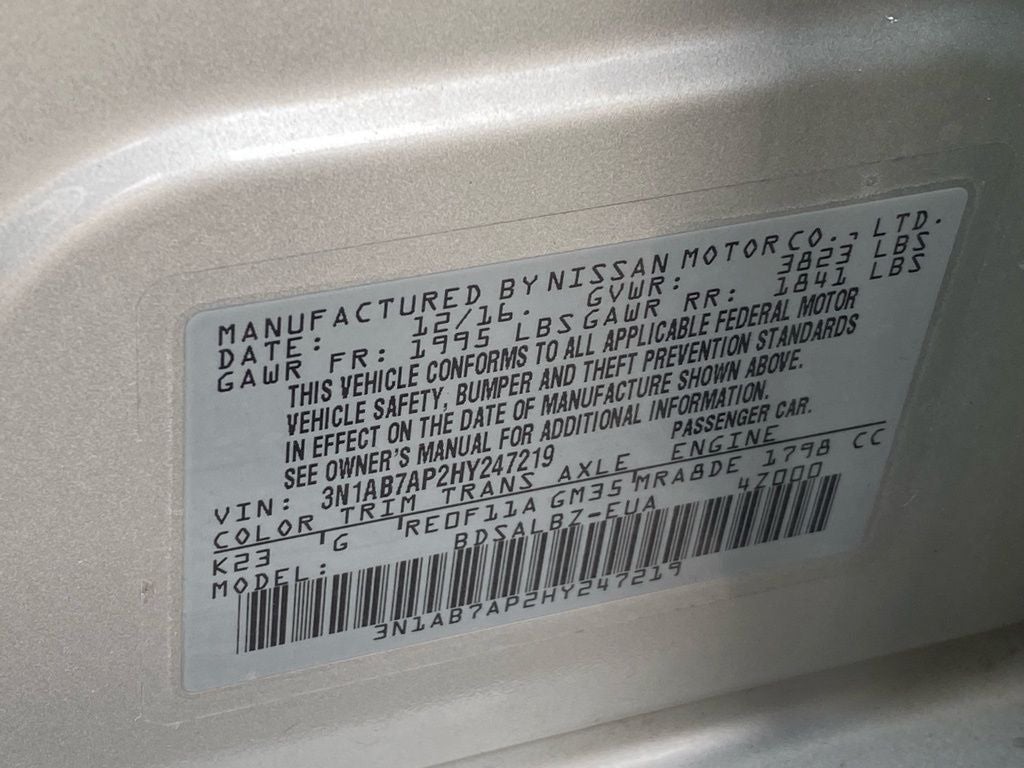 MANUFACTURED BY NISSAN MOTOR CO., LTD.
DATE: 12/16. GVWR: 3823 LBS
GAWR FR: 1995 LBS GAWR RR: 1841 LBS
THIS VEHICLE CONFORMS TO ALL APPLICABLE FEDERAL MOTOR
VEHICLE SAFETY, BUMPER AND THEFT PREVENTION STANDARDS
IN EFFECT ON THE DATE OF MANUFACTURE SHOWN ABOVE.
SEE OWNER'S MANUAL FOR ADDITIONAL INFORMATION.
VIN: 3N1AB7AP2HY247219 PASSENGER CAR.
COLOR TRIM TRANS AXLE ENGINE
K23 G RE0F11A GM35 MRA8DE 1798 CC
MODEL: BDSALBZ-EUA 47000
3N1AB7AP2HY247219